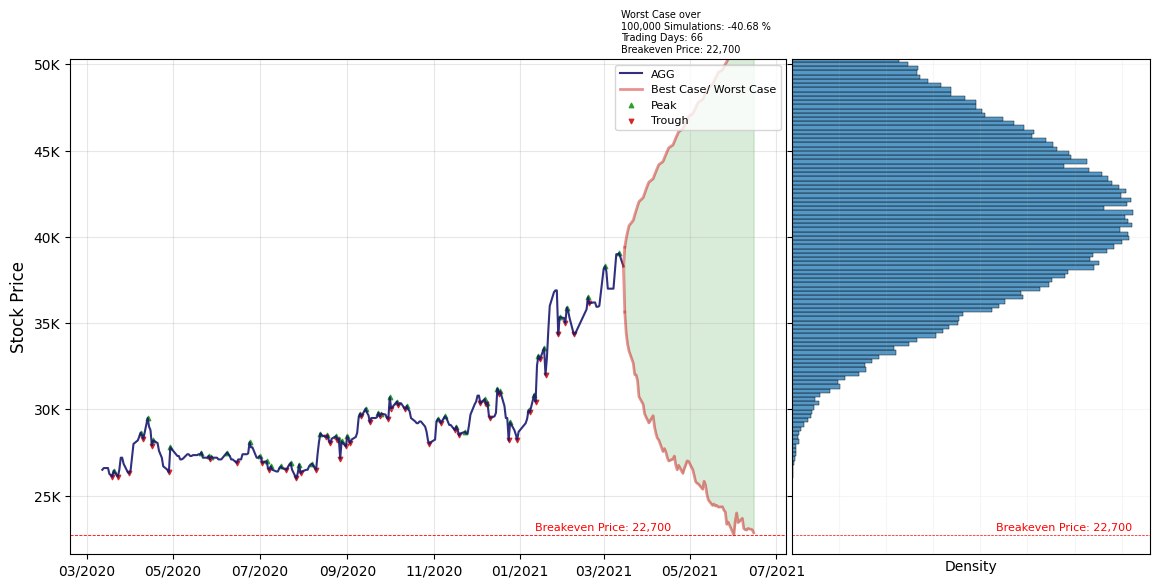 Worst Case over
100,000 Simulations: -40.68 %
Trading Days: 66
Breakeven Price: 22,700
AGG
Best Case/ Worst Case
Peak
Trough
50K
45K
40K
35K
30K
25K
Stock Price
Breakeven Price: 22,700
Breakeven Price: 22,700
03/2020
05/2020
07/2020
09/2020
11/2020
01/2021
03/2021
05/2021
07/2021
Density